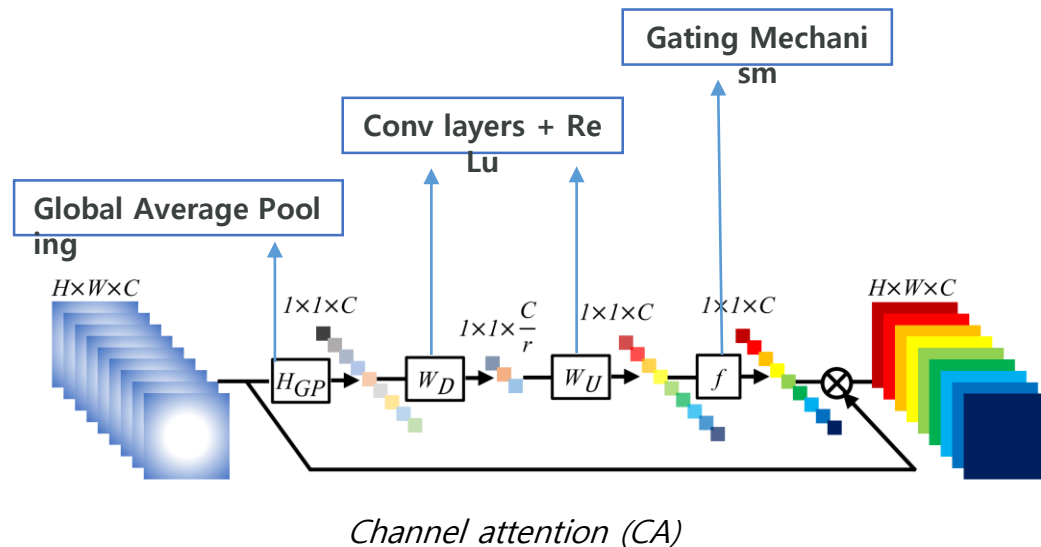 Gating Mechani
sm
Conv layers + Re
Lu
Global Average Pool
ing
H×W×C
1×1×C
1×1×C/r
1×1×C
1×1×C
H×W×C
H_GP
W_D
W_U
f
Channel attention (CA)